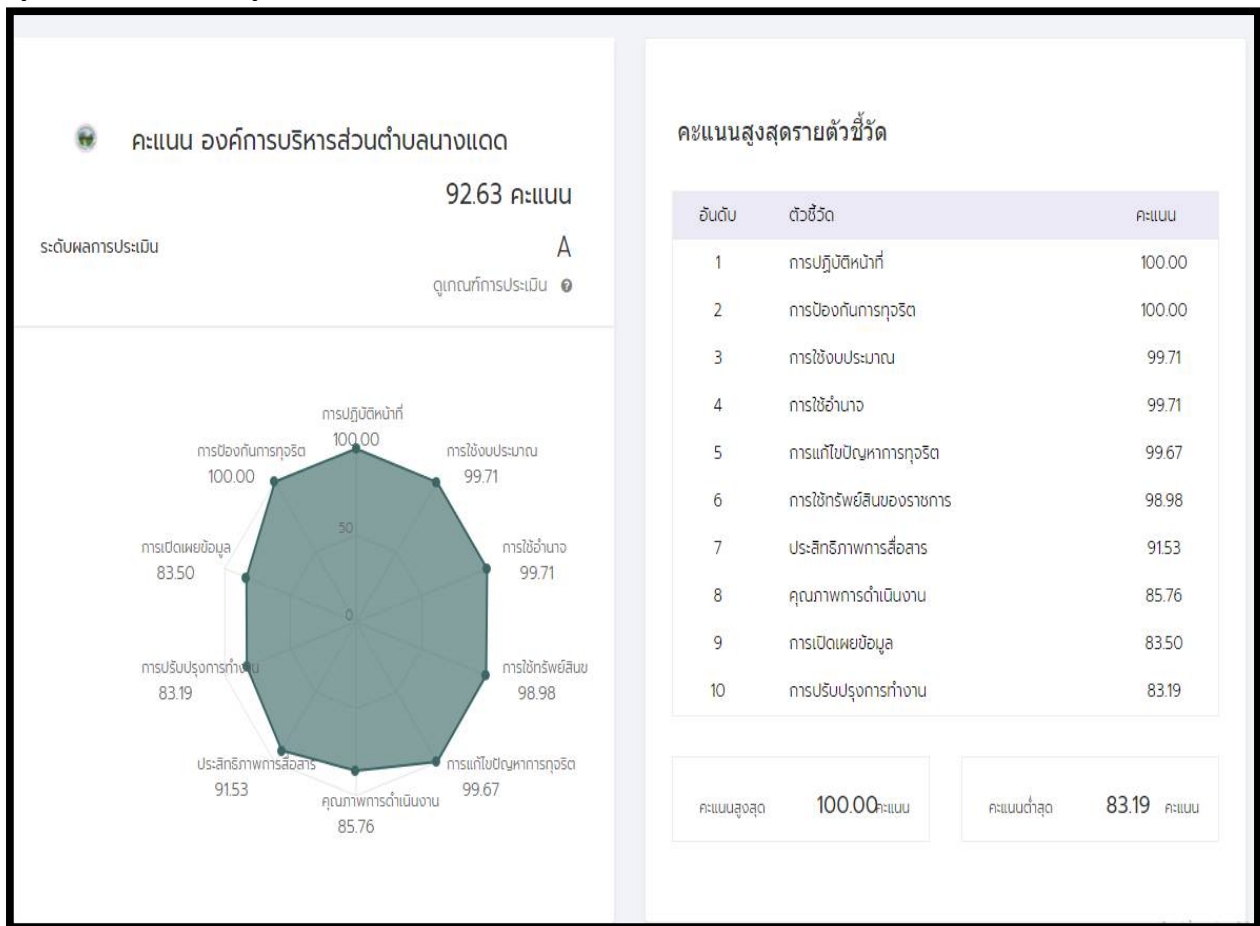 คะแนน องค์การบริหารส่วนตำบลนางแดด
92.63 คะแนน
ระดับผลการประเมิน A
ดูเกณฑ์การประเมิน
การปฏิบัติหน้าที่
100.00
การป้องกันการทุจริต
100.00
การใช้งบประมาณ
99.71
50
การเปิดเผยข้อมูล
83.50
การใช้อำนาจ
99.71
0
การปรับปรุงการทำงาน
83.19
การใช้ทรัพย์สินข
98.98
ประสิทธิภาพการสื่อสาร
91.53
การแก้ไขปัญหาการทุจริต
99.67
คุณภาพการดำเนินงาน
85.76
คะแนนสูงสุดรายตัวชี้วัด
อันดับ ตัวชี้วัด คะแนน
1 การปฏิบัติหน้าที่ 100.00
2 การป้องกันการทุจริต 100.00
3 การใช้งบประมาณ 99.71
4 การใช้อำนาจ 99.71
5 การแก้ไขปัญหาการทุจริต 99.67
6 การใช้ทรัพย์สินของราชการ 98.98
7 ประสิทธิภาพการสื่อสาร 91.53
8 คุณภาพการดำเนินงาน 85.76
9 การเปิดเผยข้อมูล 83.50
10 การปรับปรุงการทำงาน 83.19
คะแนนสูงสุด 100.00 คะแนน
คะแนนต่ำสุด 83.19 คะแนน